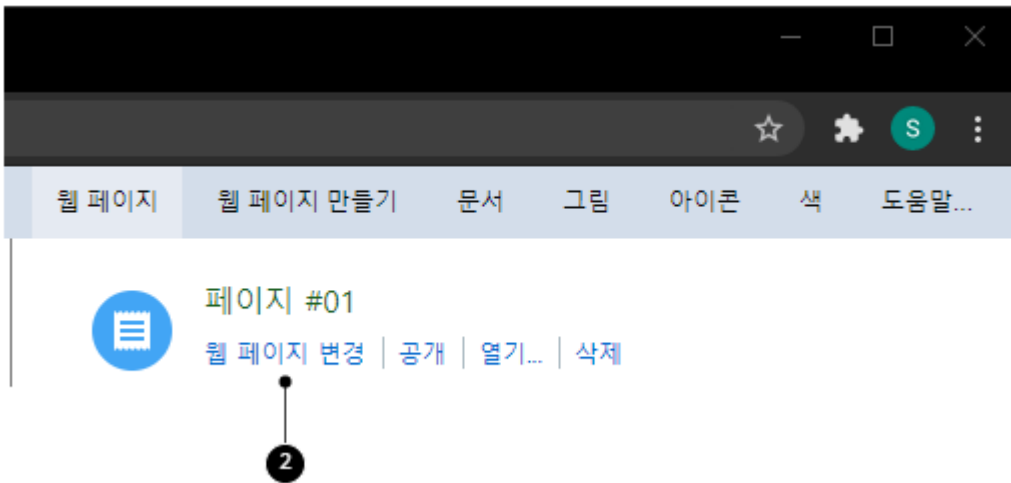 S
웹 페이지 웹 페이지 만들기 문서 그림 아이콘 색 도움말...
페이지 #01
웹 페이지 변경 공개 열기... 삭제
2